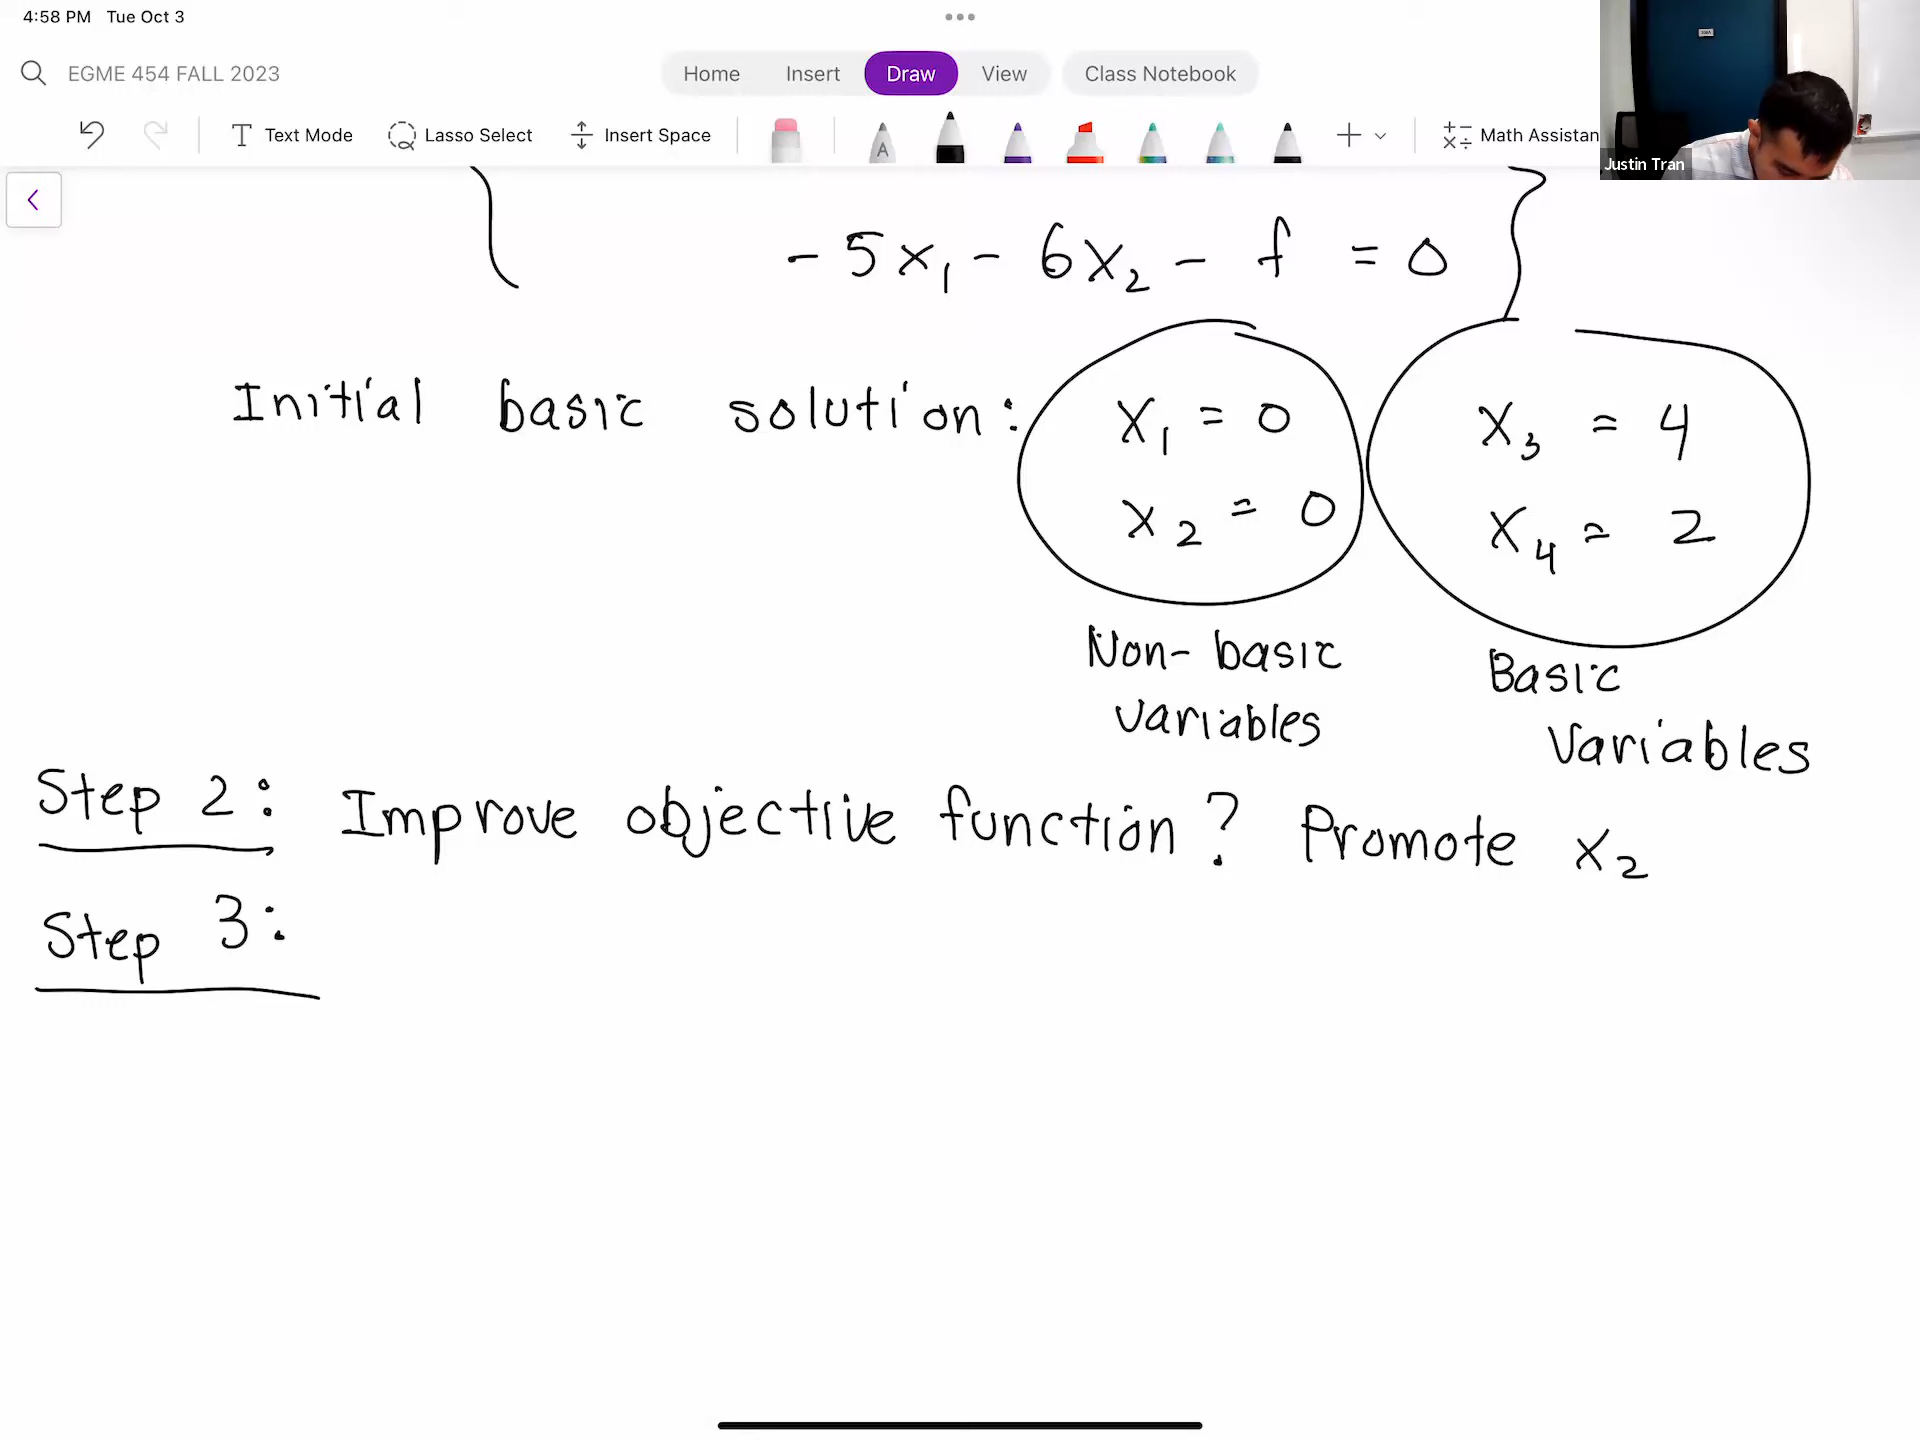 4:58 PM Tue Oct 3
EGME 454 FALL 2023
Home Insert Draw View Class Notebook
Text Mode Lasso Select Insert Space A Math Assistan
Justin Tran
- 5x₁ - 6x₂ - f = 0
Initial basic solution: x₁ = 0 x₃ = 4
x₂ = 0 x₄ = 2
Non-basic variables
Basic variables
Step 2: Improve objective function? Promote x₂
Step 3: